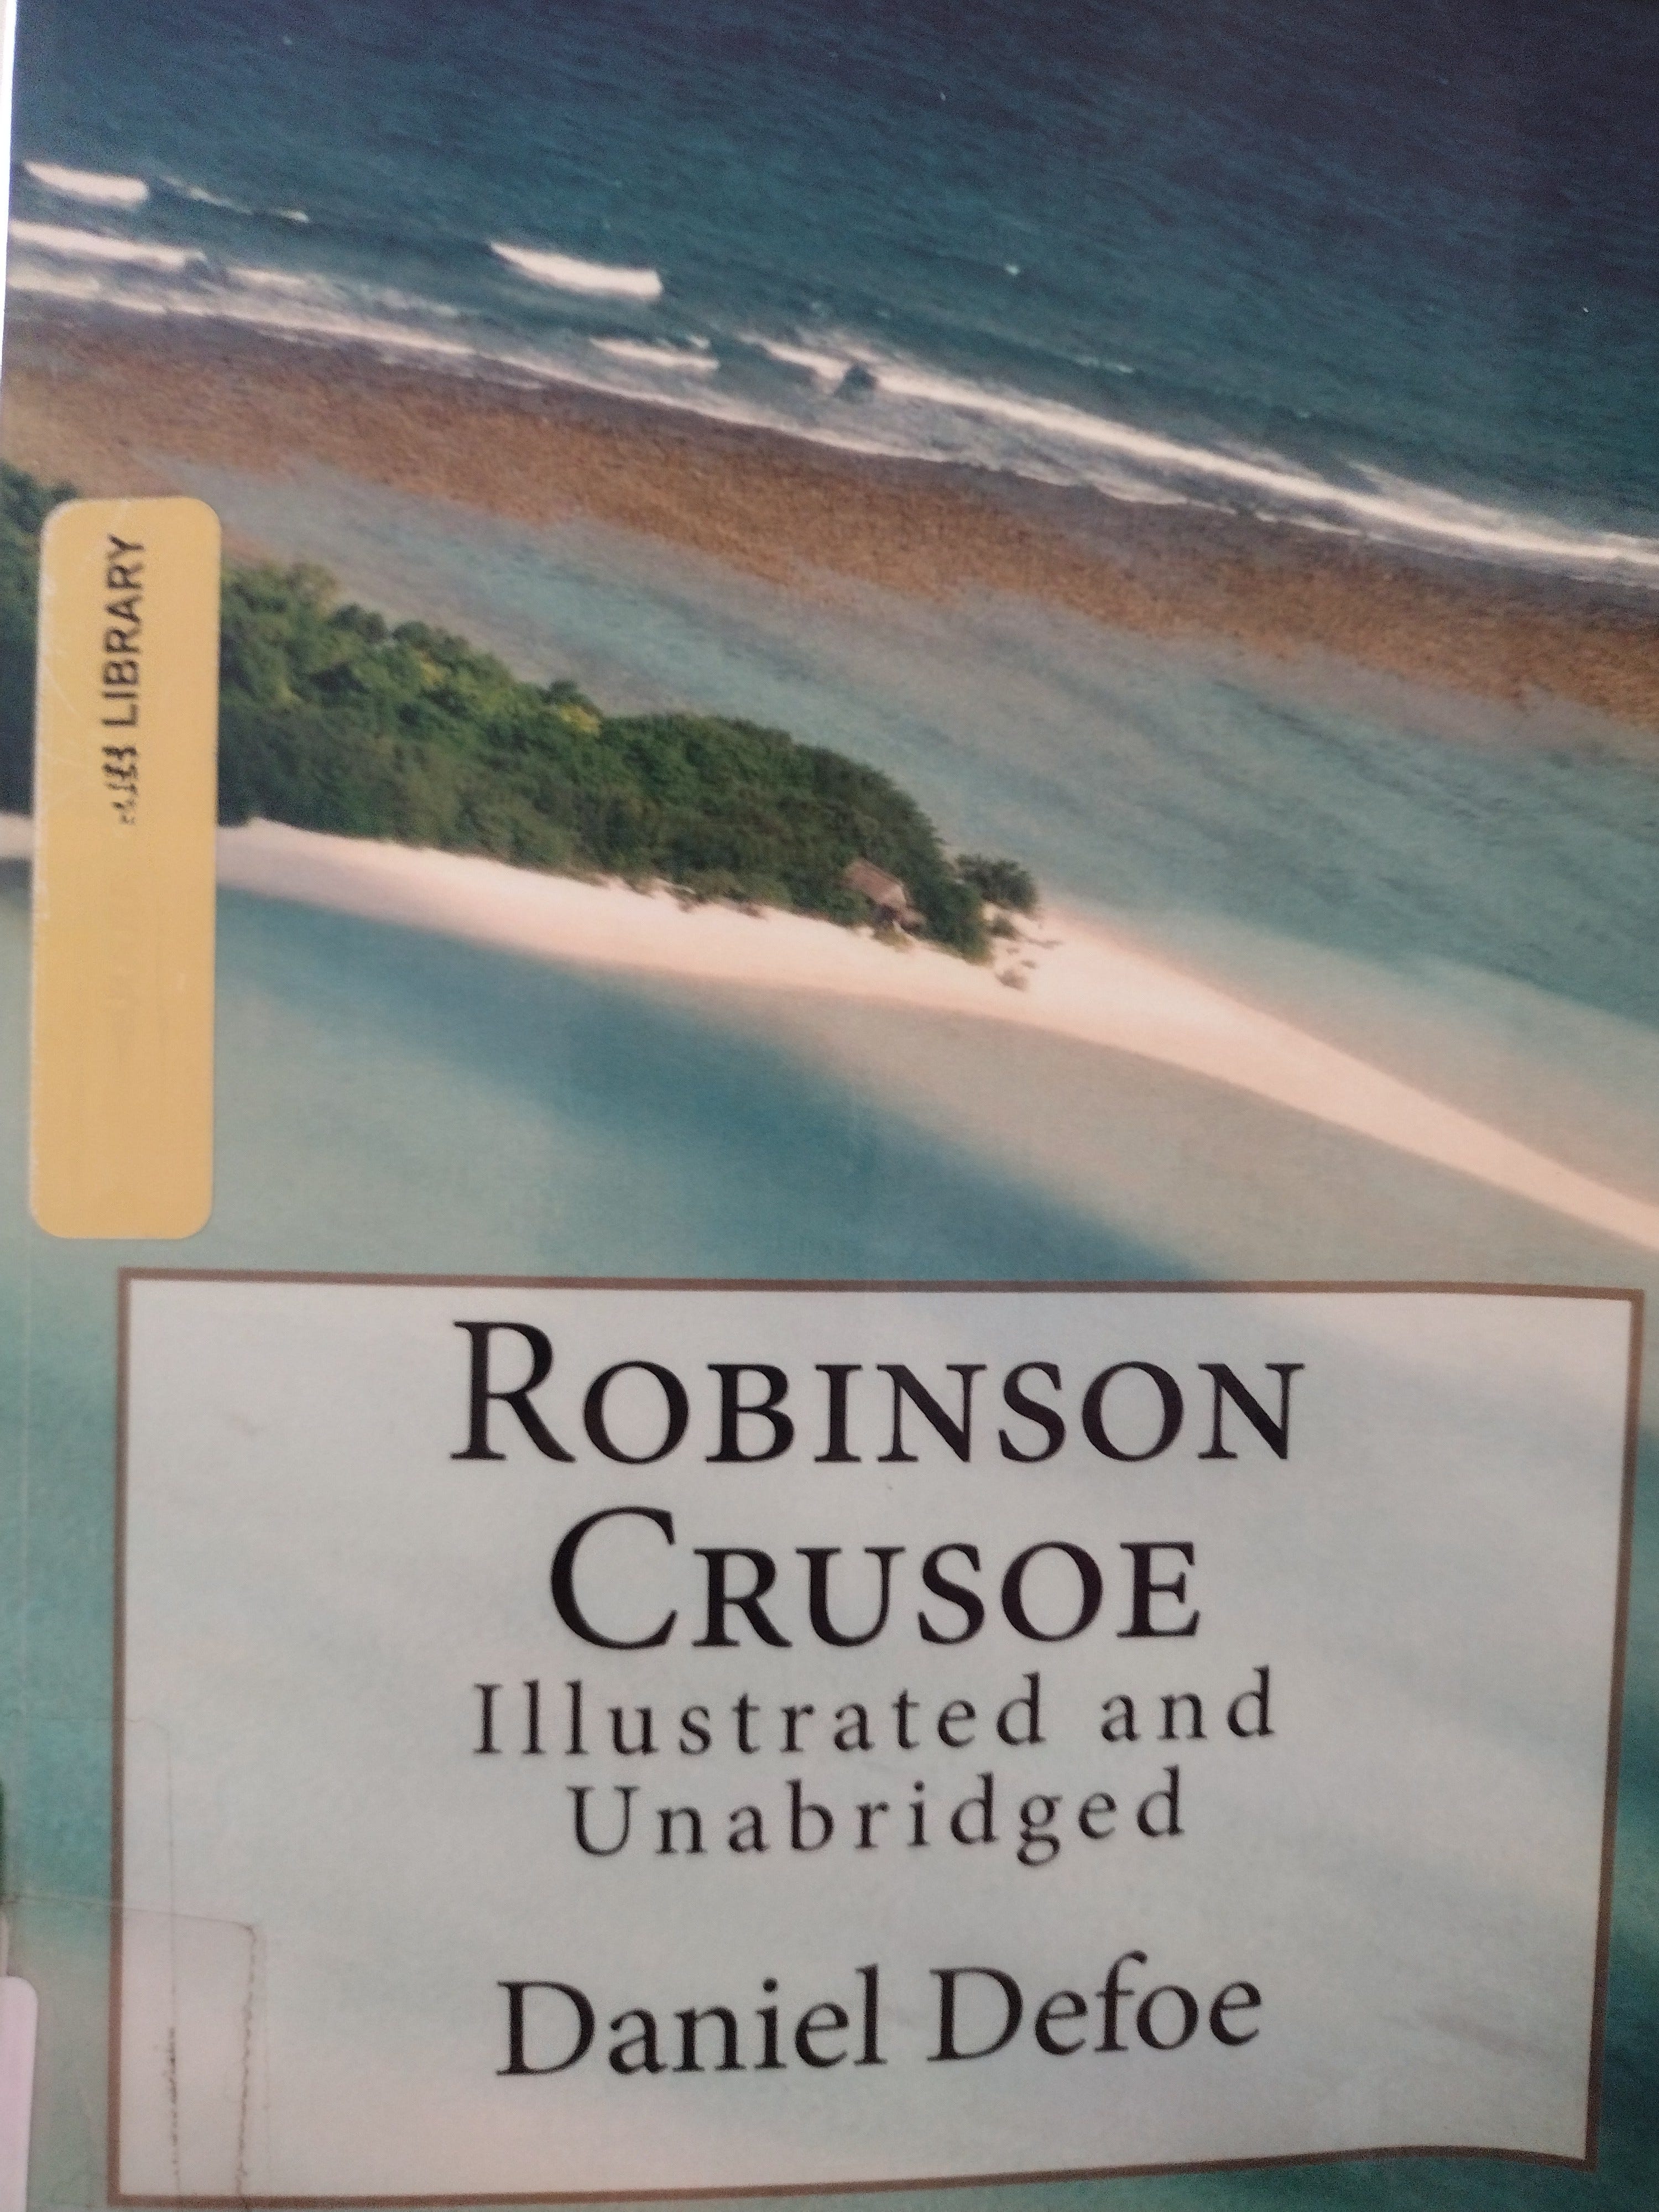 LIBRARY
ROBINSON
CRUSOE
Illustrated and
Unabridged
Daniel Defoe